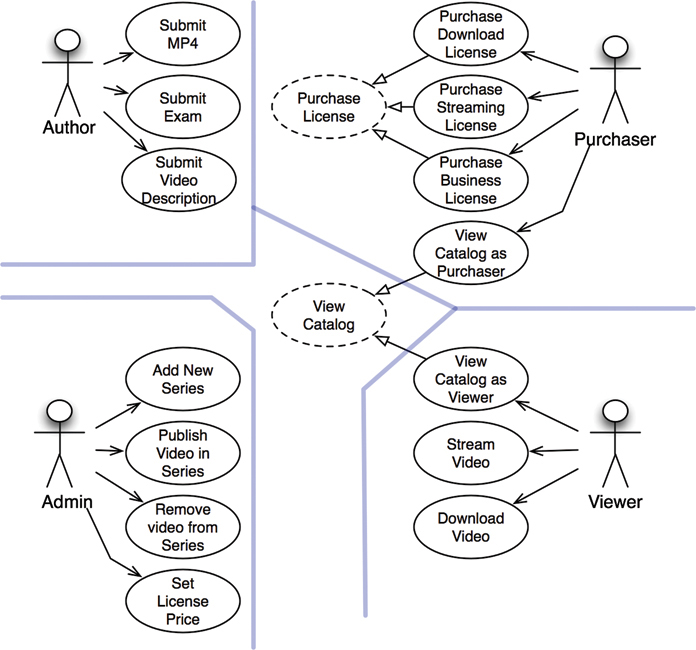 Submit
MP4
Submit
Exam
Submit
Video
Description
Author
Purchase
Download
License
Purchase
License
Purchase
Streaming
License
Purchase
Business
License
View
Catalog as
Purchaser
Purchaser
View
Catalog
Add New
Series
Publish
Video in
Series
Remove
video from
Series
Set
License
Price
Admin
View
Catalog as
Viewer
Stream
Video
Download
Video
Viewer